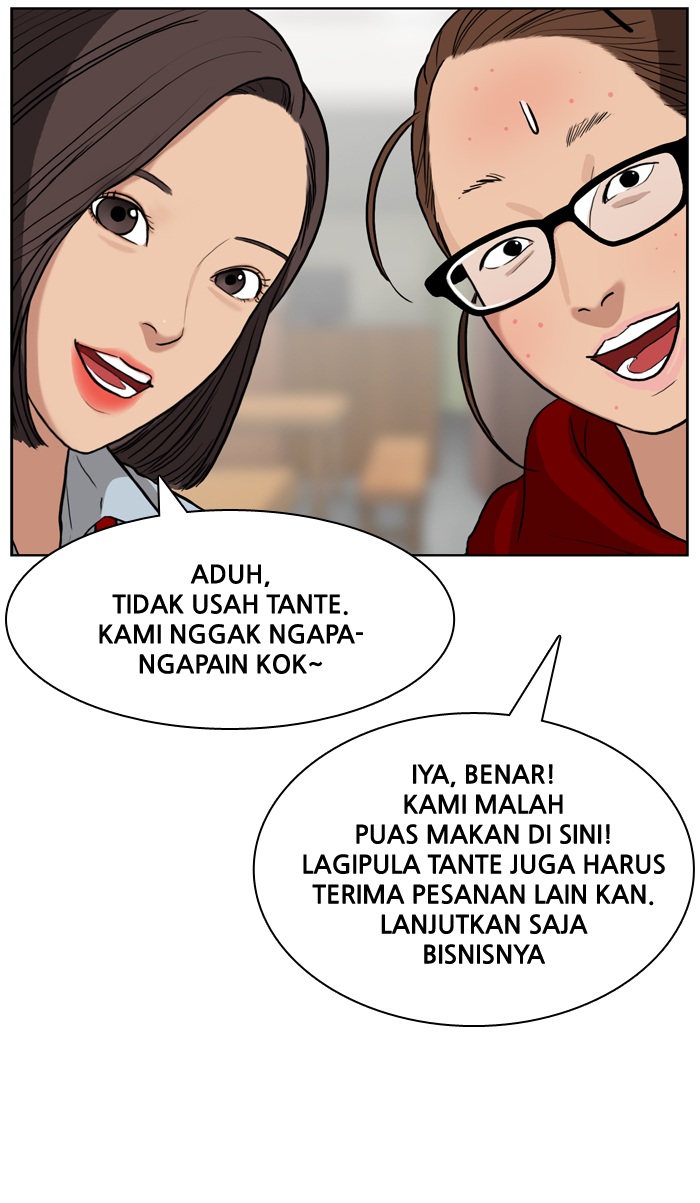 ADUH,
TIDAK USAH TANTE.
KAMI NGGAK NGAPA-
NGAPAIN KOK~
IYA, BENAR!
KAMI MALAH
PUAS MAKAN DI SINI!
LAGIPULA TANTE JUGA HARUS
TERIMA PESANAN LAIN KAN.
LANJUTKAN SAJA
BISNISNYA